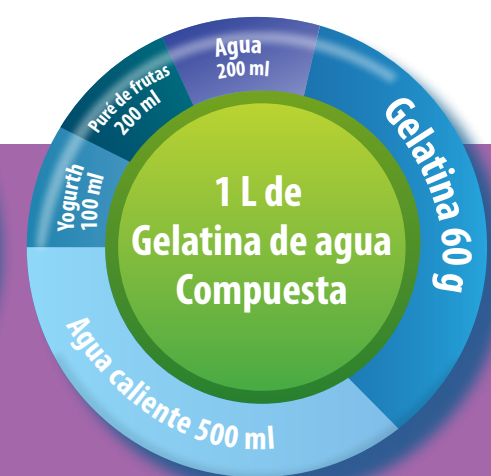 Agua
200 ml
Puré de frutas
200 ml
Yogurth
100 ml
Gelatina 60 g
1 L de
Gelatina de agua
Compuesta
Agua caliente 500 ml